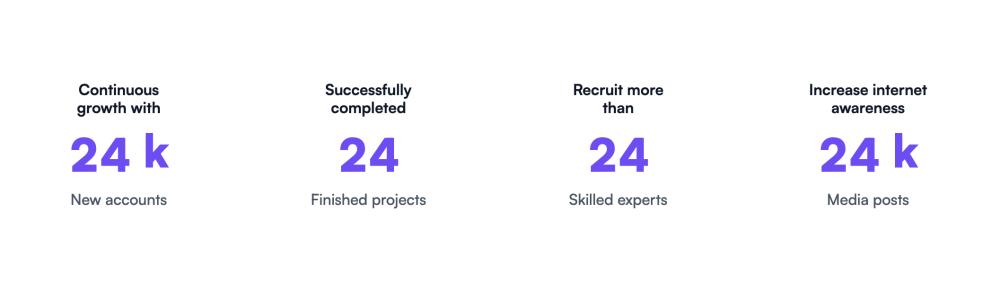 Continuous
growth with
24 k
New accounts
Successfully
completed
24
Finished projects
Recruit more
than
24
Skilled experts
Increase internet
awareness
24 k
Media posts